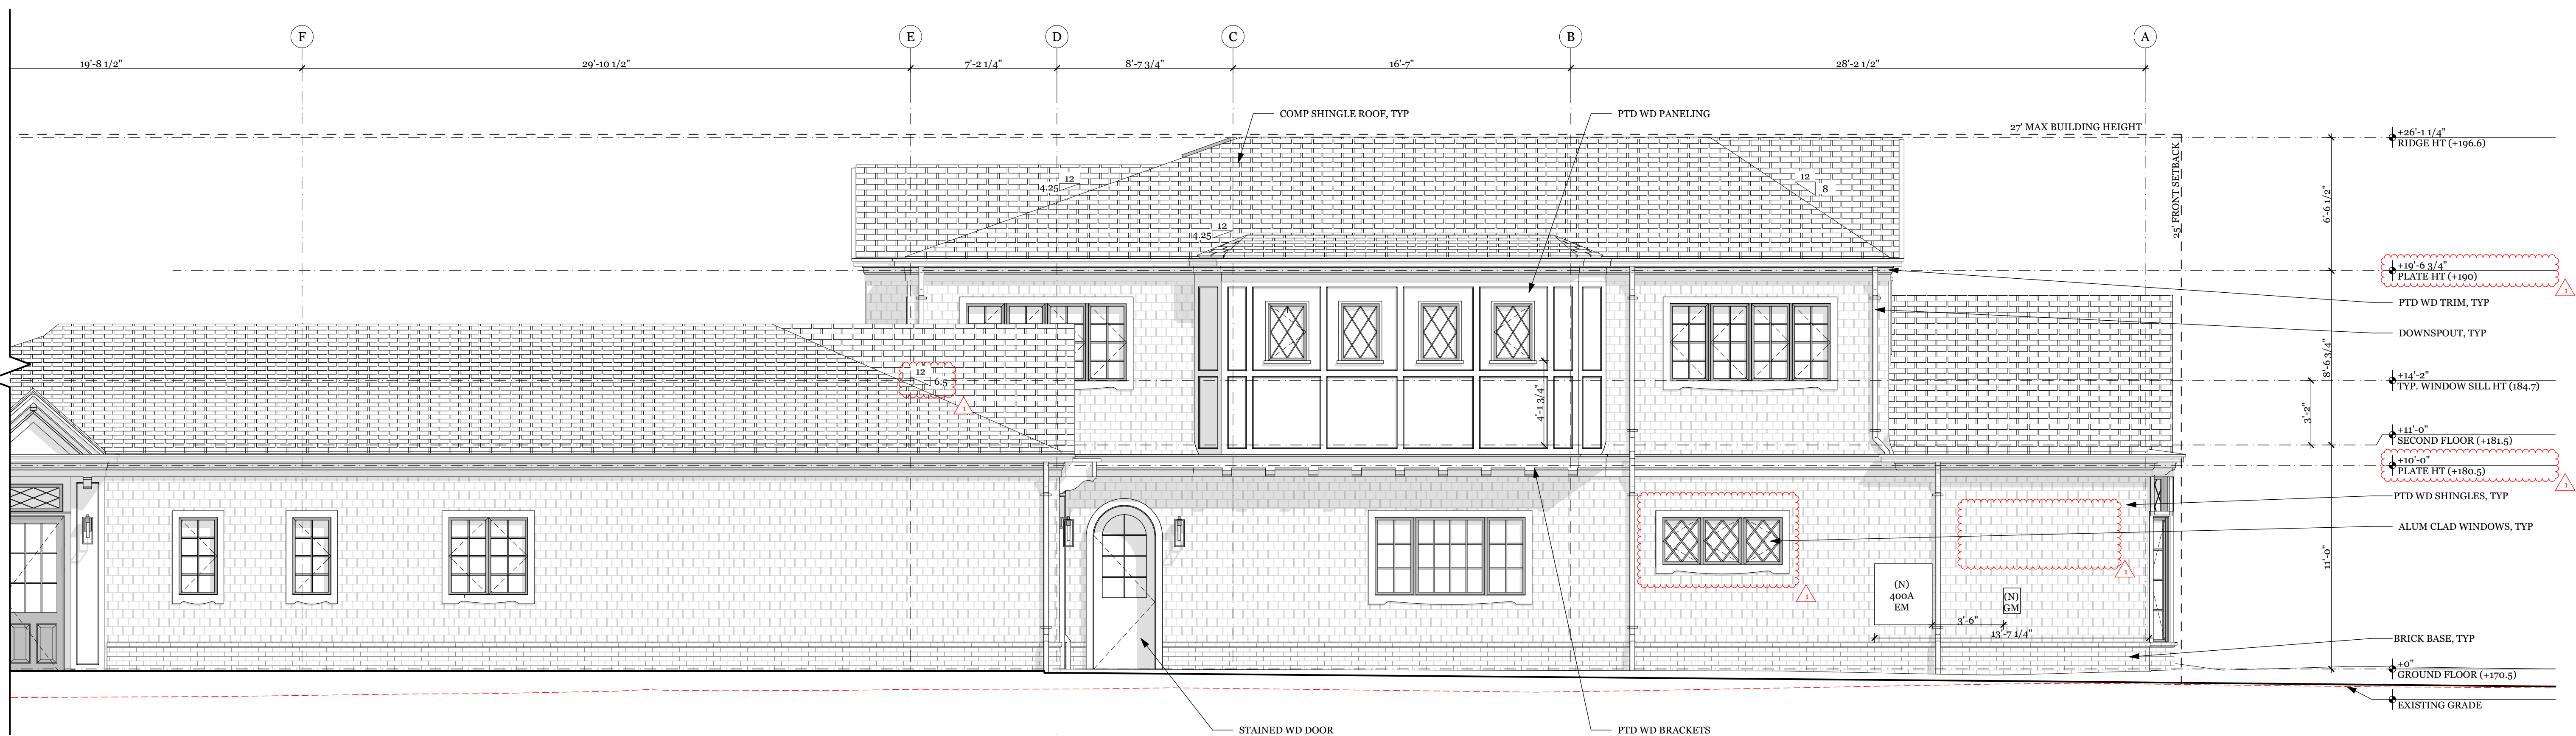 F
E
D
C
B
A
19'-8 1/2"
29'-10 1/2"
7'-2 1/4"
8'-7 3/4"
16'-7"
28'-2 1/2"
COMP SHINGLE ROOF, TYP
PTD WD PANELING
27' MAX BUILDING HEIGHT
25' FRONT SETBACK
+26'-1 1/4"
RIDGE HT (+196.6)
12
4.25
12
8
12
4.25
6'-6 1/2"
+19'-6 3/4"
PLATE HT (+190)
1
PTD WD TRIM, TYP
DOWNSPOUT, TYP
8'-6 3/4"
12
6.5
1
+14'-2"
TYP. WINDOW SILL HT (184.7)
4'-1 3/4"
3'-2"
+11'-0"
SECOND FLOOR (+181.5)
+10'-0"
PLATE HT (+180.5)
1
PTD WD SHINGLES, TYP
ALUM CLAD WINDOWS, TYP
11'-0"
1
1
(N)
400A
EM
(N)
GM
3'-6"
13'-7 1/4"
BRICK BASE, TYP
+0"
GROUND FLOOR (+170.5)
EXISTING GRADE
STAINED WD DOOR
PTD WD BRACKETS